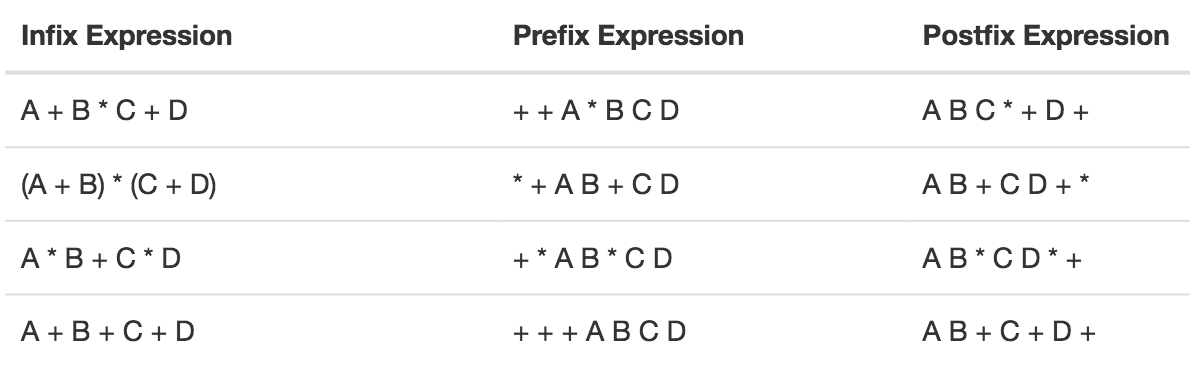 Infix Expression Prefix Expression Postfix Expression
A + B * C + D + + A * B C D A B C * + D +
(A + B) * (C + D) * + A B + C D A B + C D + *
A * B + C * D + * A B * C D A B * C D * +
A + B + C + D + + + A B C D A B + C + D +